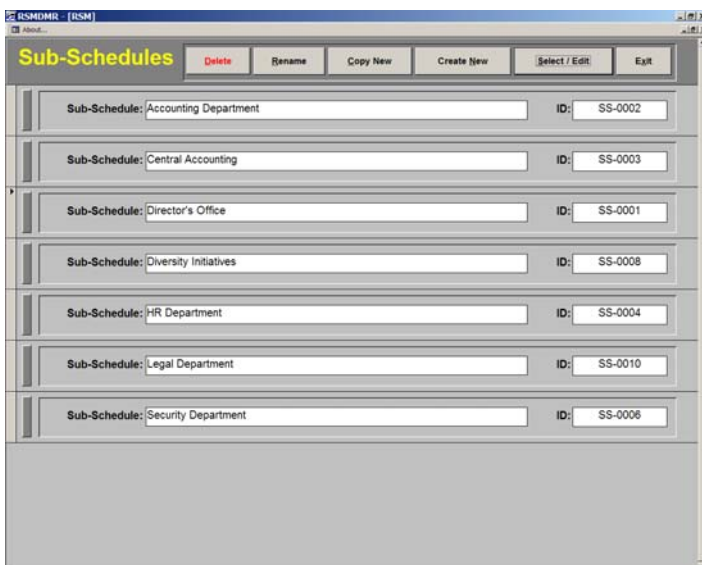 RSMDMR - [RSM]
About...
Sub-Schedules Delete Rename Copy New Create New Select / Edit Exit
Sub-Schedule: Accounting Department ID: SS-0002
Sub-Schedule: Central Accounting ID: SS-0003
Sub-Schedule: Director's Office ID: SS-0001
Sub-Schedule: Diversity Initiatives ID: SS-0008
Sub-Schedule: HR Department ID: SS-0004
Sub-Schedule: Legal Department ID: SS-0010
Sub-Schedule: Security Department ID: SS-0006